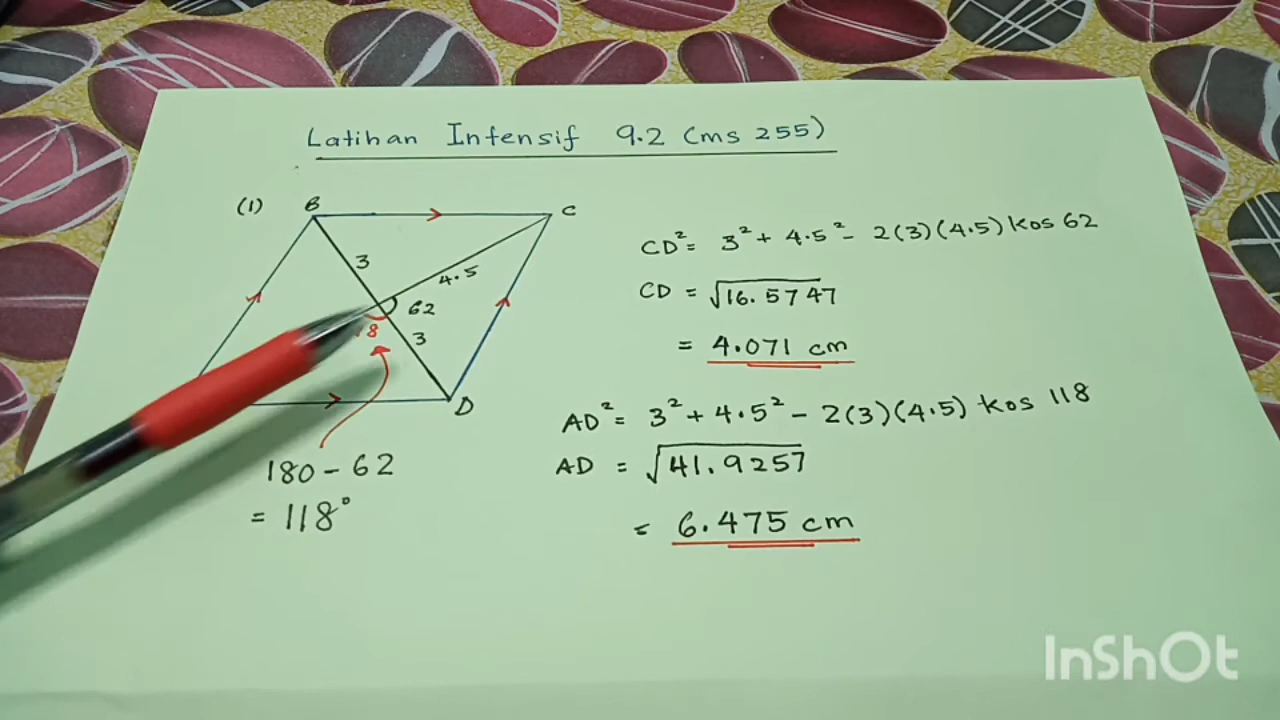 Latihan Intensif 9.2 (ms 255)
(1)
B
C
3
4.5
62
18
3
D
180 - 62
= 118°
CD² = 3² + 4.5² - 2(3)(4.5) kos 62
CD = √16.5747
= 4.071 cm
AD² = 3² + 4.5² - 2(3)(4.5) kos 118
AD = √41.9257
= 6.475 cm
InShOt